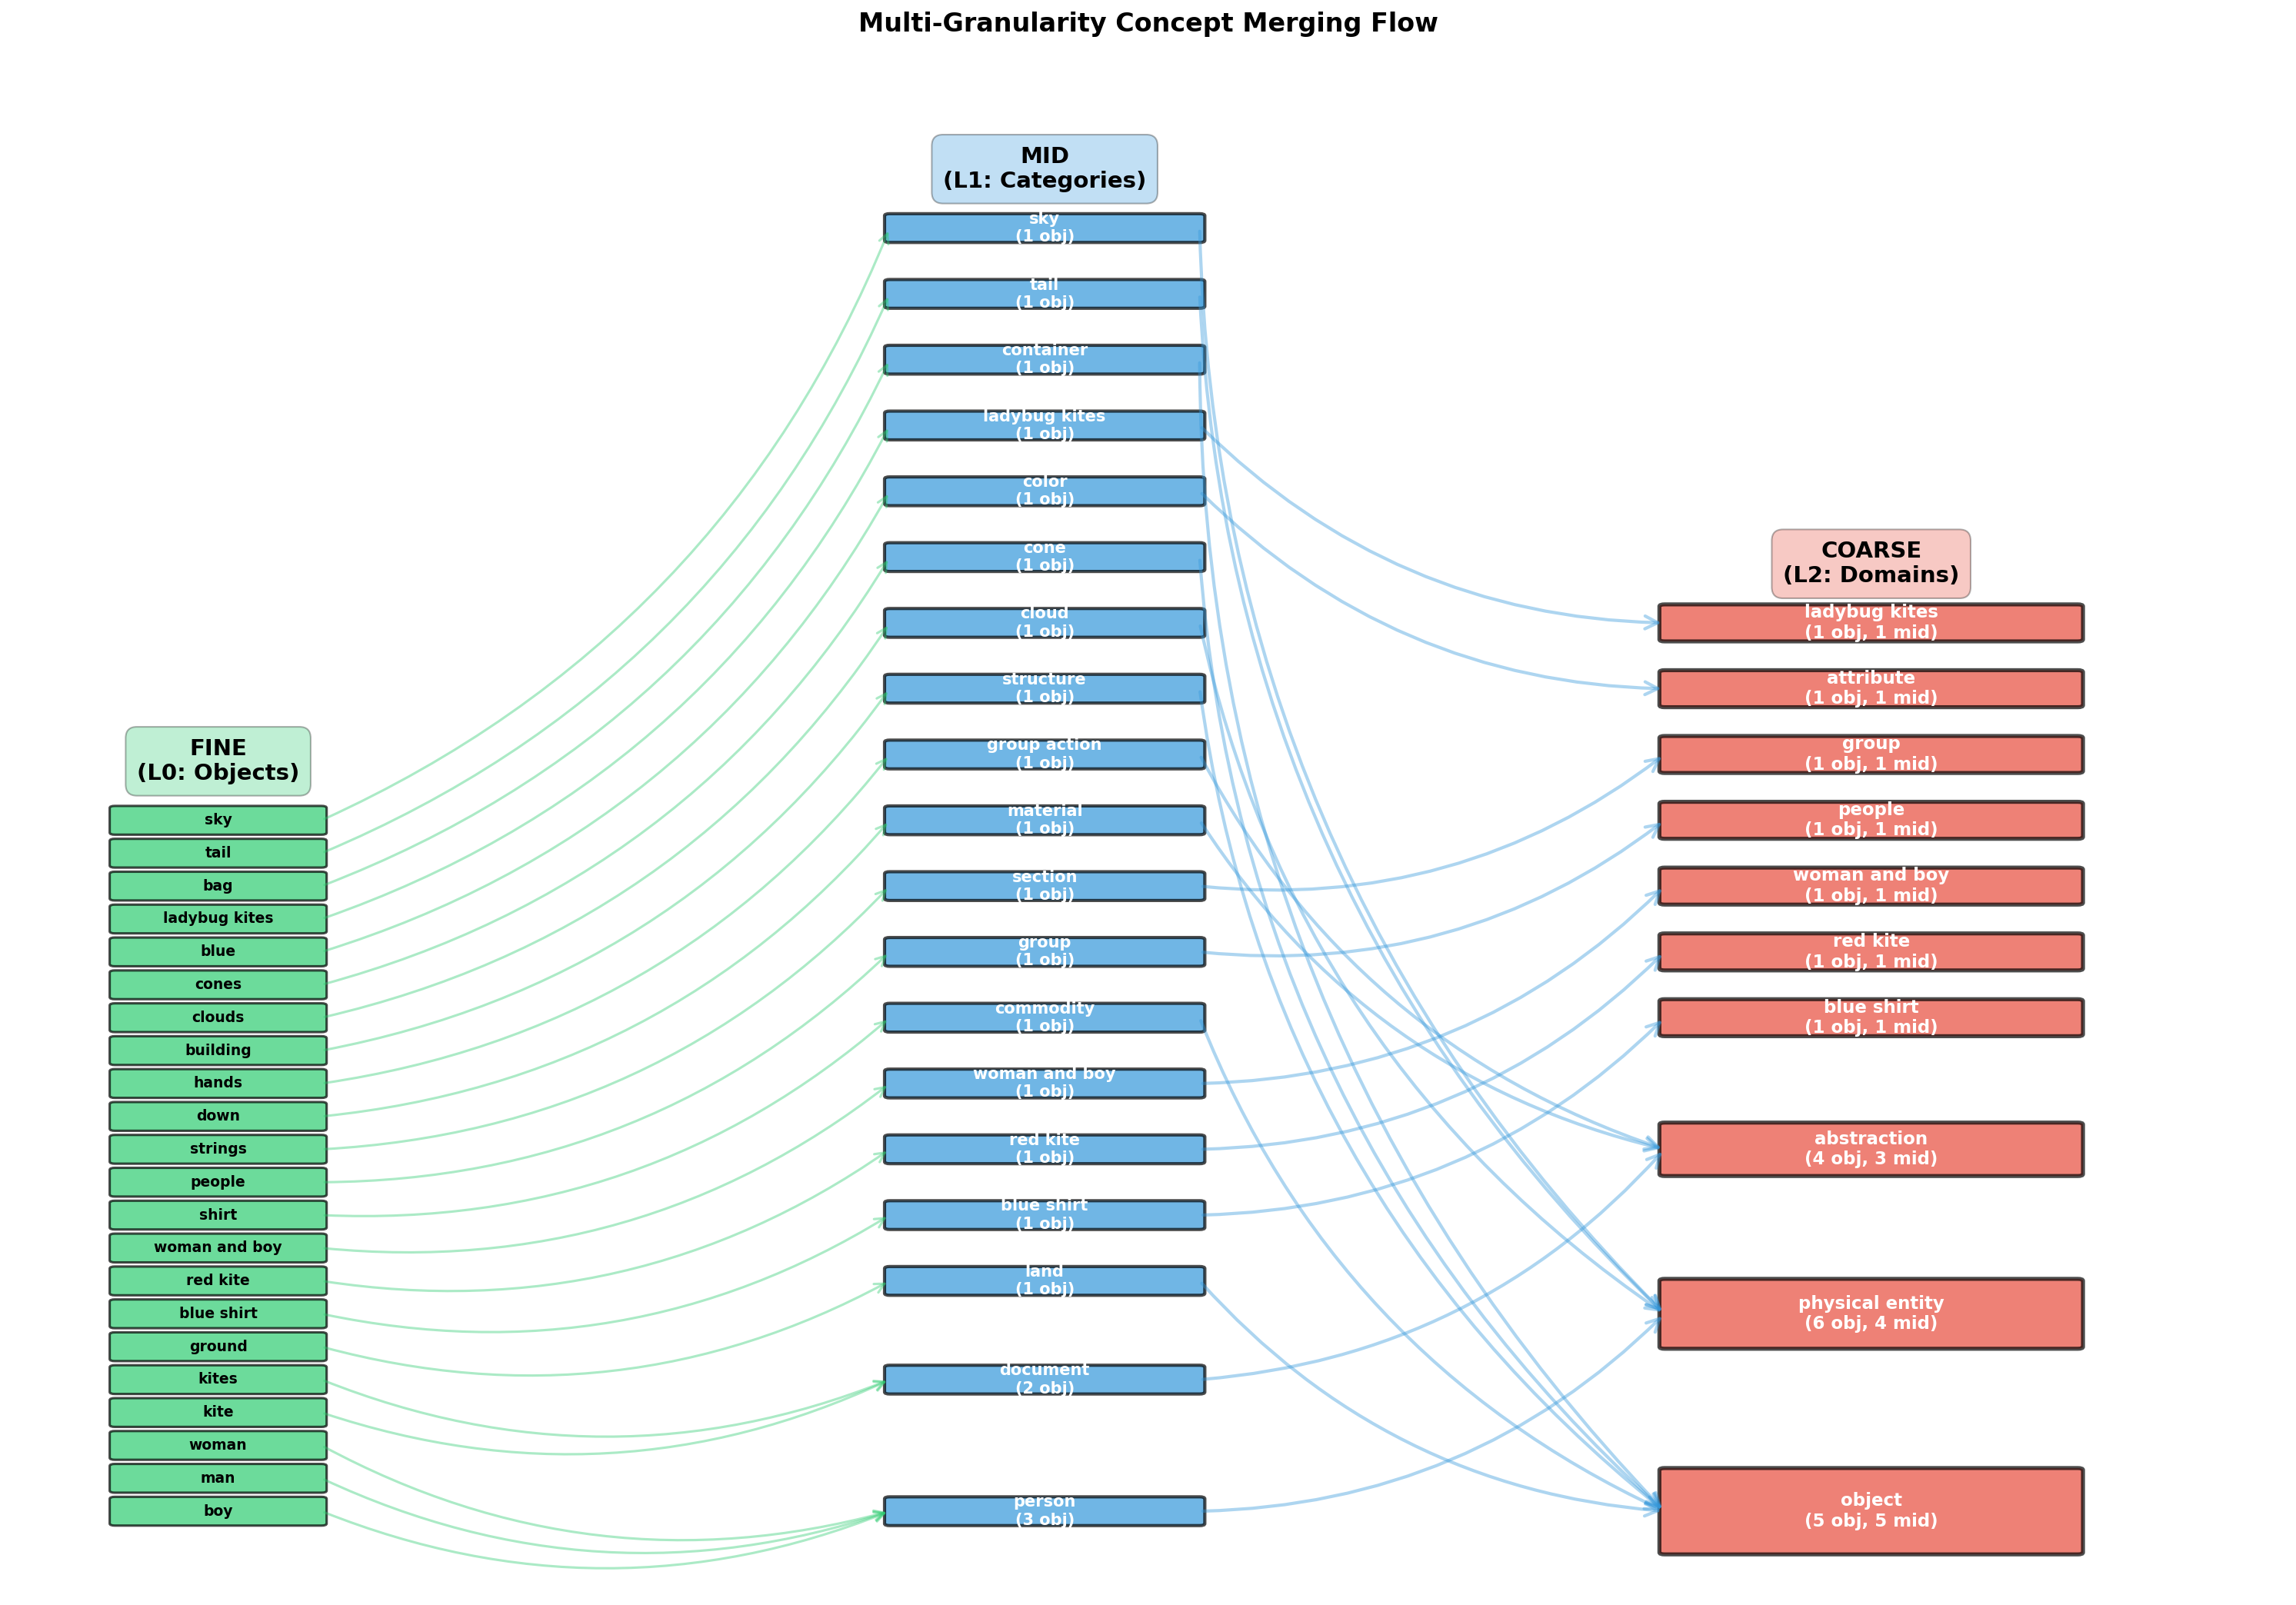 Multi-Granularity Concept Merging Flow
FINE
(L0: Objects)
sky
tail
bag
ladybug kites
blue
cones
clouds
building
hands
down
strings
people
shirt
woman and boy
red kite
blue shirt
ground
kites
kite
woman
man
boy
MID
(L1: Categories)
sky
(1 obj)
tail
(1 obj)
container
(1 obj)
ladybug kites
(1 obj)
color
(1 obj)
cone
(1 obj)
cloud
(1 obj)
structure
(1 obj)
group action
(1 obj)
material
(1 obj)
section
(1 obj)
group
(1 obj)
commodity
(1 obj)
woman and boy
(1 obj)
red kite
(1 obj)
blue shirt
(1 obj)
land
(1 obj)
document
(2 obj)
person
(3 obj)
COARSE
(L2: Domains)
ladybug kites
(1 obj, 1 mid)
attribute
(1 obj, 1 mid)
group
(1 obj, 1 mid)
people
(1 obj, 1 mid)
woman and boy
(1 obj, 1 mid)
red kite
(1 obj, 1 mid)
blue shirt
(1 obj, 1 mid)
abstraction
(4 obj, 3 mid)
physical entity
(6 obj, 4 mid)
object
(5 obj, 5 mid)